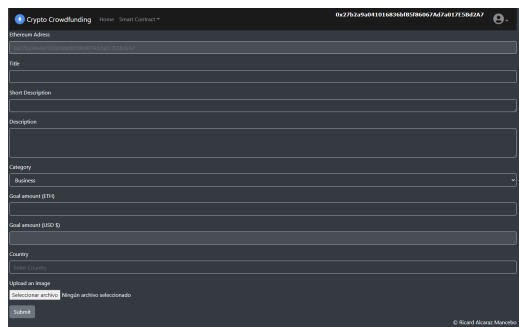 Crypto Crowdfunding Home Smart Contract 0x27b2a9a041016836bf85f86067Ad7a017E5Bd2A7
Ethereum Adress
Title
Short Description
Description
Category
Business
Goal amount (ETH)
Goal amount (USD $)
Country
Enter Country
Upload an image
Seleccionar archivo Ningún archivo seleccionado
Submit
© Ricard Alcaraz Mancebo